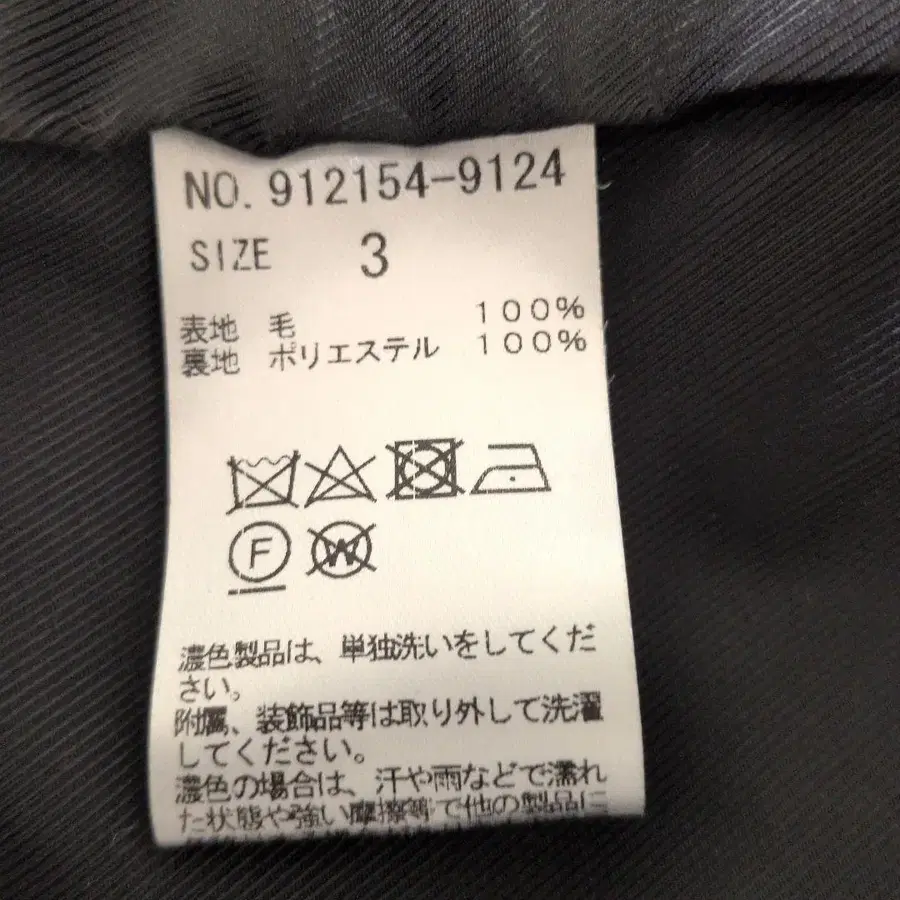 NO. 912154-9124
SIZE 3
表地 毛 100%
裏地 ポリエステル 100%
F
W
濃色製品は、単独洗いをしてくだ
さい。
附属、装飾品等は取り外して洗濯
してください。
濃色の場合は、汗や雨などで濡れ
た状態や強い摩擦等で他の製品に